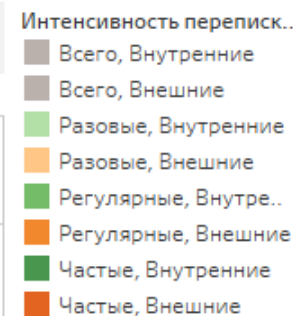 Интенсивность переписк..
Всего, Внутренние
Всего, Внешние
Разовые, Внутренние
Разовые, Внешние
Регулярные, Внутре..
Регулярные, Внешние
Частые, Внутренние
Частые, Внешние